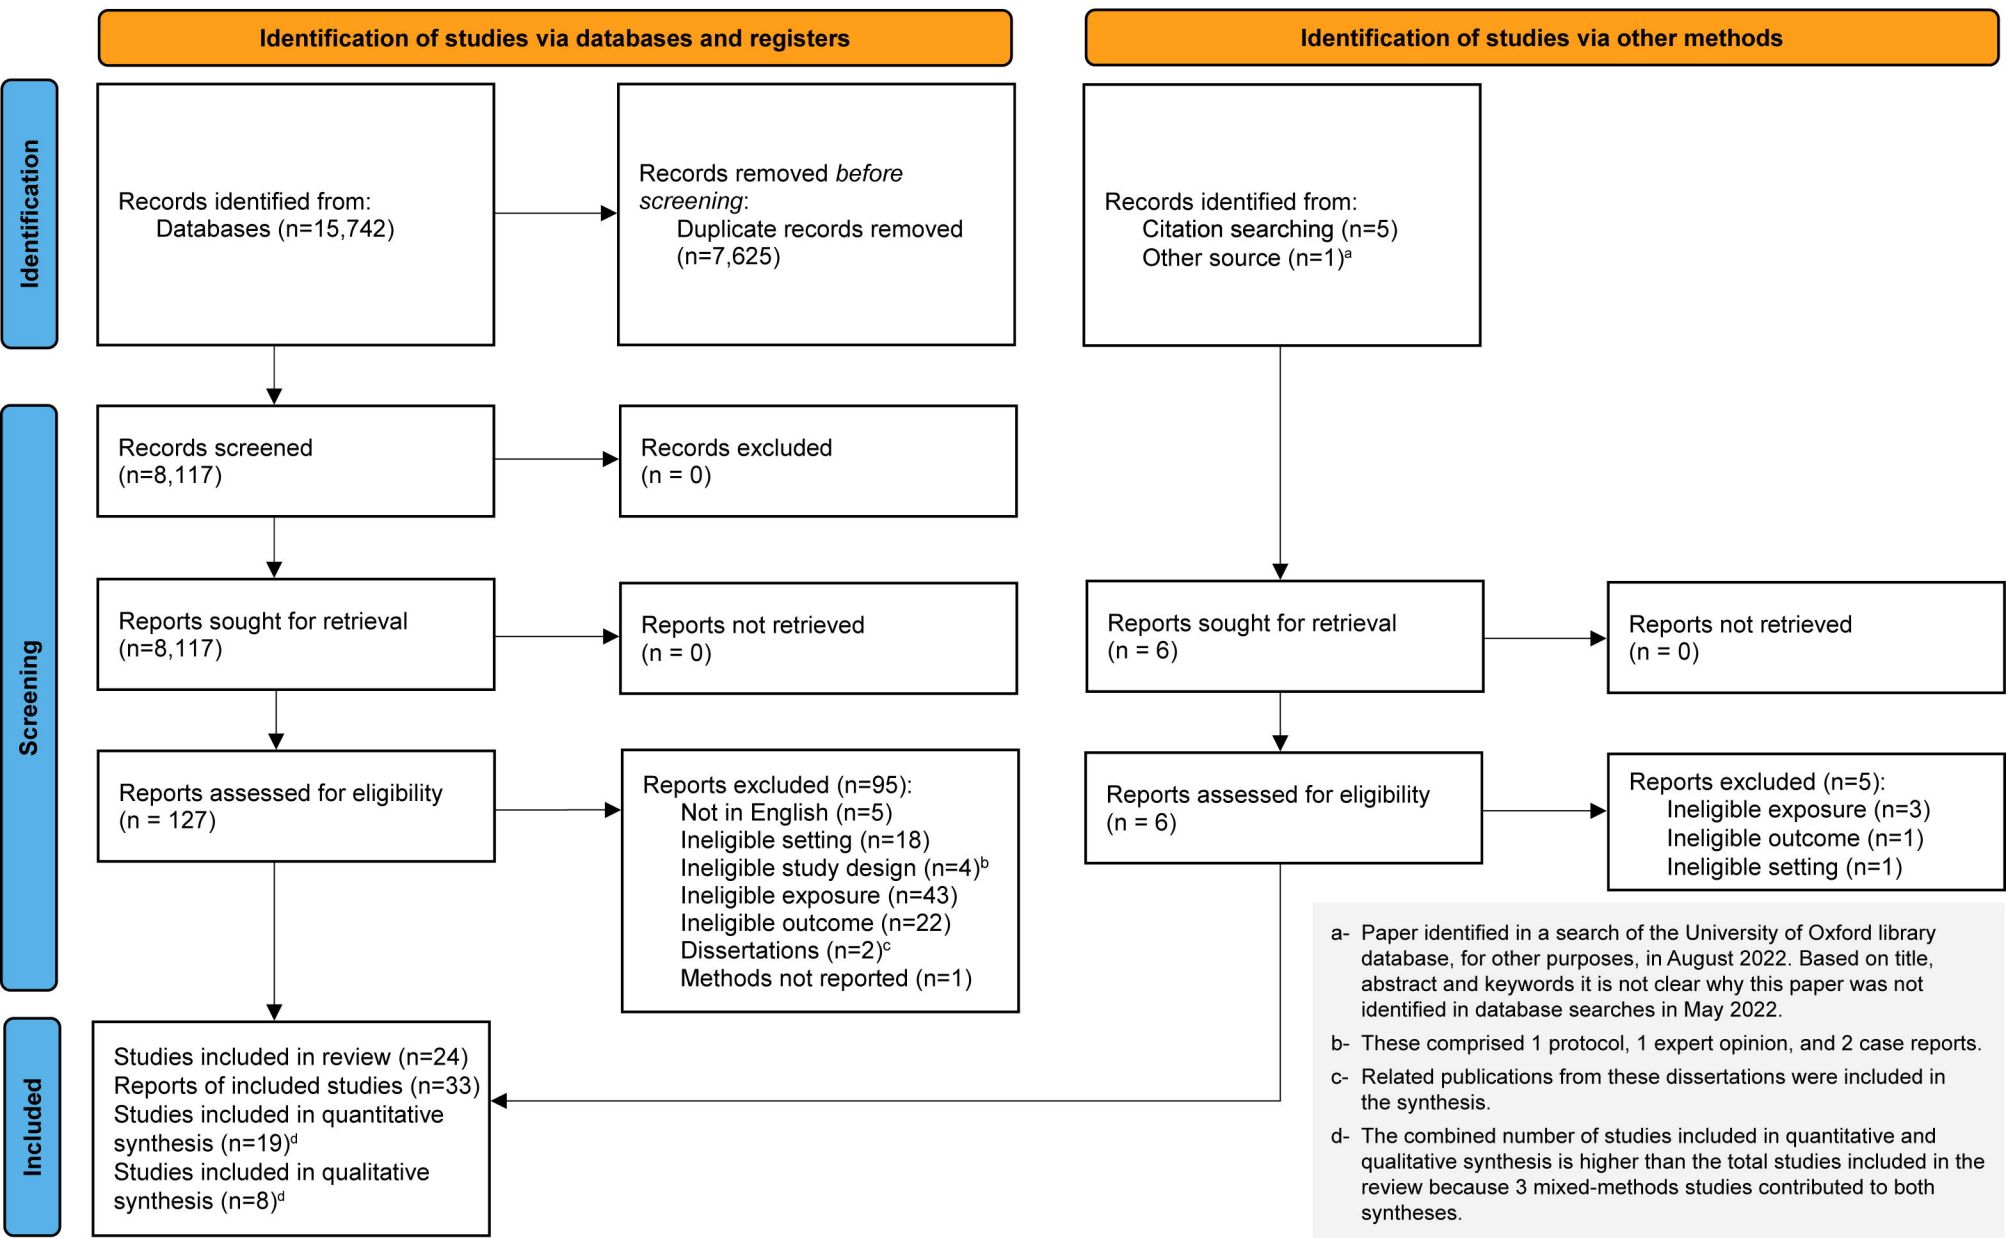 Identification of studies via databases and registers
Identification of studies via other methods
Identification
Records identified from:
Databases (n=15,742)
Records removed before
screening:
Duplicate records removed
(n=7,625)
Records identified from:
Citation searching (n=5)
Other source (n=1)a
Screening
Records screened
(n=8,117)
Records excluded
(n = 0)
Reports sought for retrieval
(n=8,117)
Reports not retrieved
(n = 0)
Reports sought for retrieval
(n = 6)
Reports not retrieved
(n = 0)
Reports assessed for eligibility
(n = 127)
Reports excluded (n=95):
Not in English (n=5)
Ineligible setting (n=18)
Ineligible study design (n=4)b
Ineligible exposure (n=43)
Ineligible outcome (n=22)
Dissertations (n=2)c
Methods not reported (n=1)
Reports assessed for eligibility
(n = 6)
Reports excluded (n=5):
Ineligible exposure (n=3)
Ineligible outcome (n=1)
Ineligible setting (n=1)
Included
Studies included in review (n=24)
Reports of included studies (n=33)
Studies included in quantitative
synthesis (n=19)d
Studies included in qualitative
synthesis (n=8)d
a- Paper identified in a search of the University of Oxford library
database, for other purposes, in August 2022. Based on title,
abstract and keywords it is not clear why this paper was not
identified in database searches in May 2022.
b- These comprised 1 protocol, 1 expert opinion, and 2 case reports.
c- Related publications from these dissertations were included in
the synthesis.
d- The combined number of studies included in quantitative and
qualitative synthesis is higher than the total studies included in the
review because 3 mixed-methods studies contributed to both
syntheses.